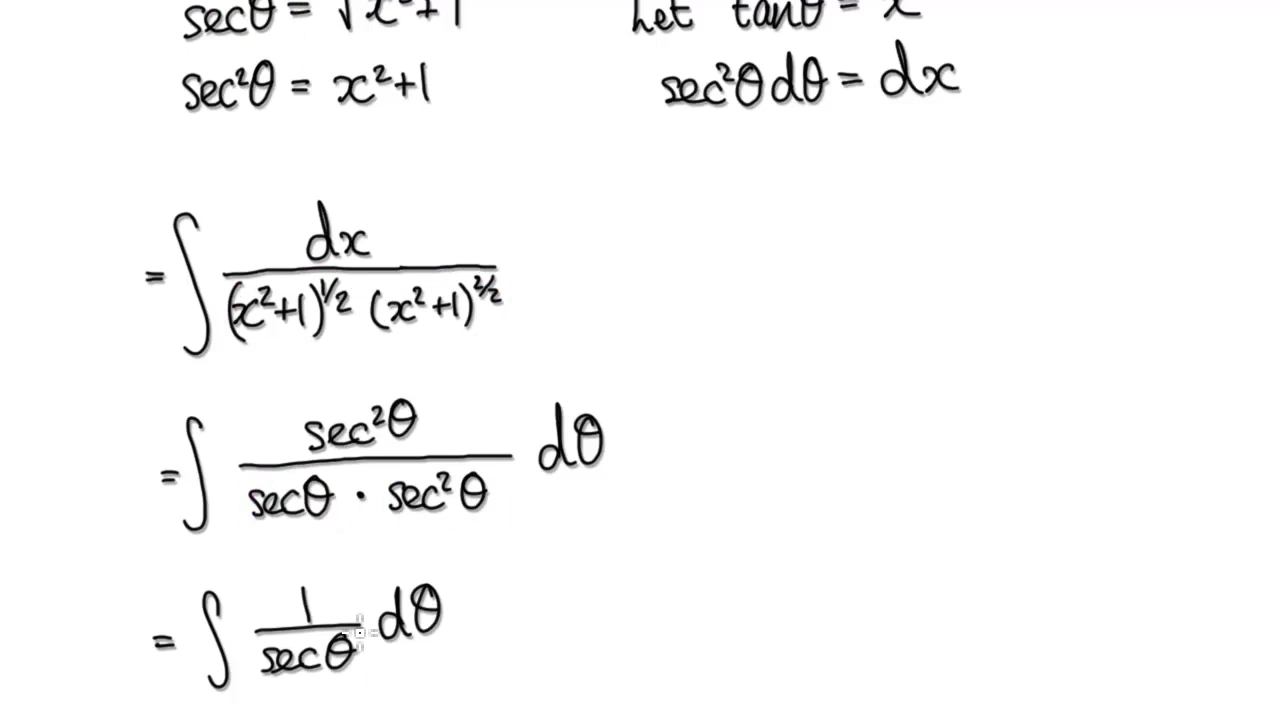 secθ = √x²+1
Let tanθ = x
sec²θ = x²+1
sec²θ dθ = dx
= ∫ dx / (x²+1)^1/2 (x²+1)^2/2
= ∫ sec²θ / secθ · sec²θ dθ
= ∫ 1 / secθ dθ